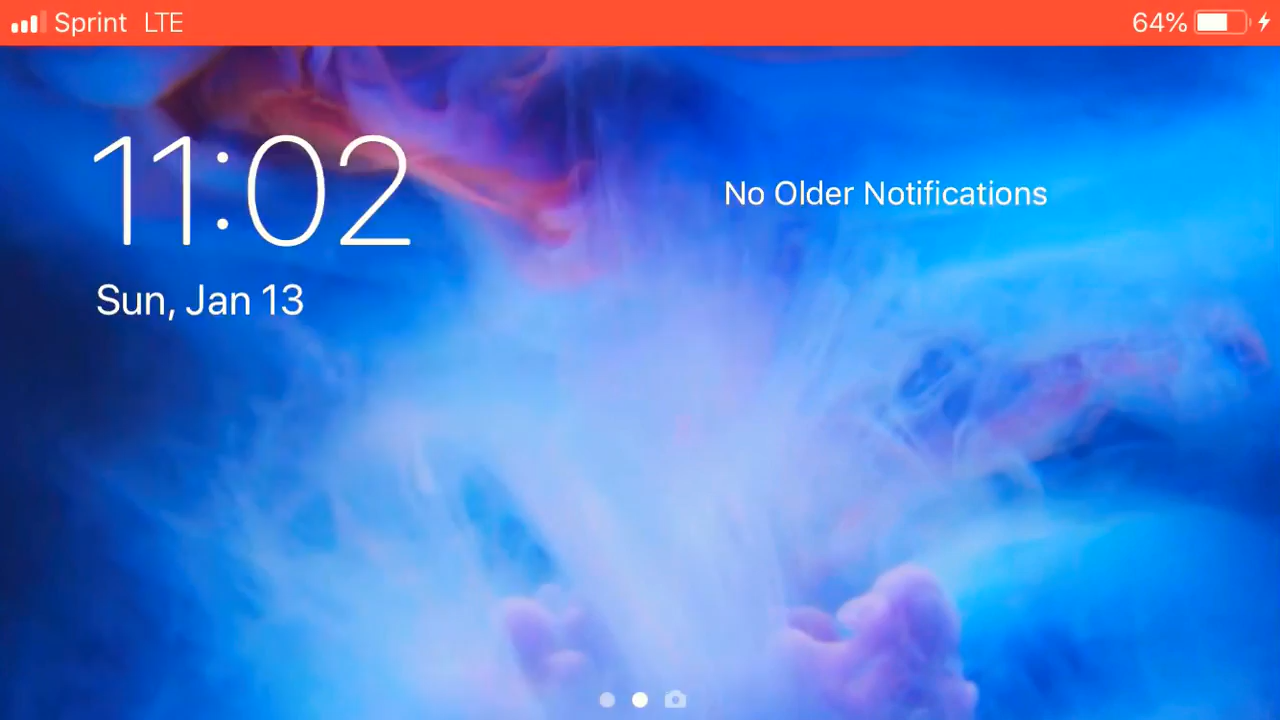 Sprint LTE
64%
11:02
No Older Notifications
Sun, Jan 13